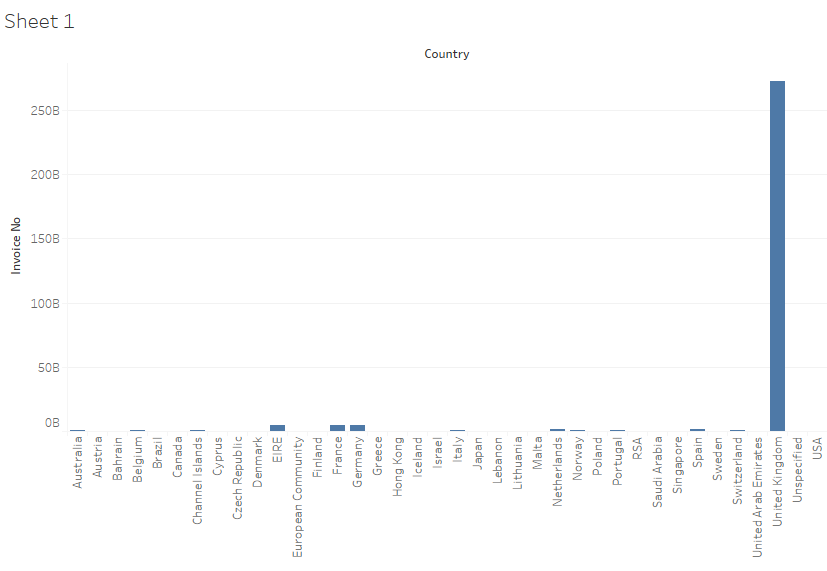 Sheet 1
Country
Invoice No
250B
200B
150B
100B
50B
0B
Australia
Austria
Bahrain
Belgium
Brazil
Canada
Channel Islands
Cyprus
Czech Republic
Denmark
EIRE
European Community
Finland
France
Germany
Greece
Hong Kong
Iceland
Israel
Italy
Japan
Lebanon
Lithuania
Malta
Netherlands
Norway
Poland
Portugal
RSA
Saudi Arabia
Singapore
Spain
Sweden
Switzerland
United Arab Emirates
United Kingdom
Unspecified
USA